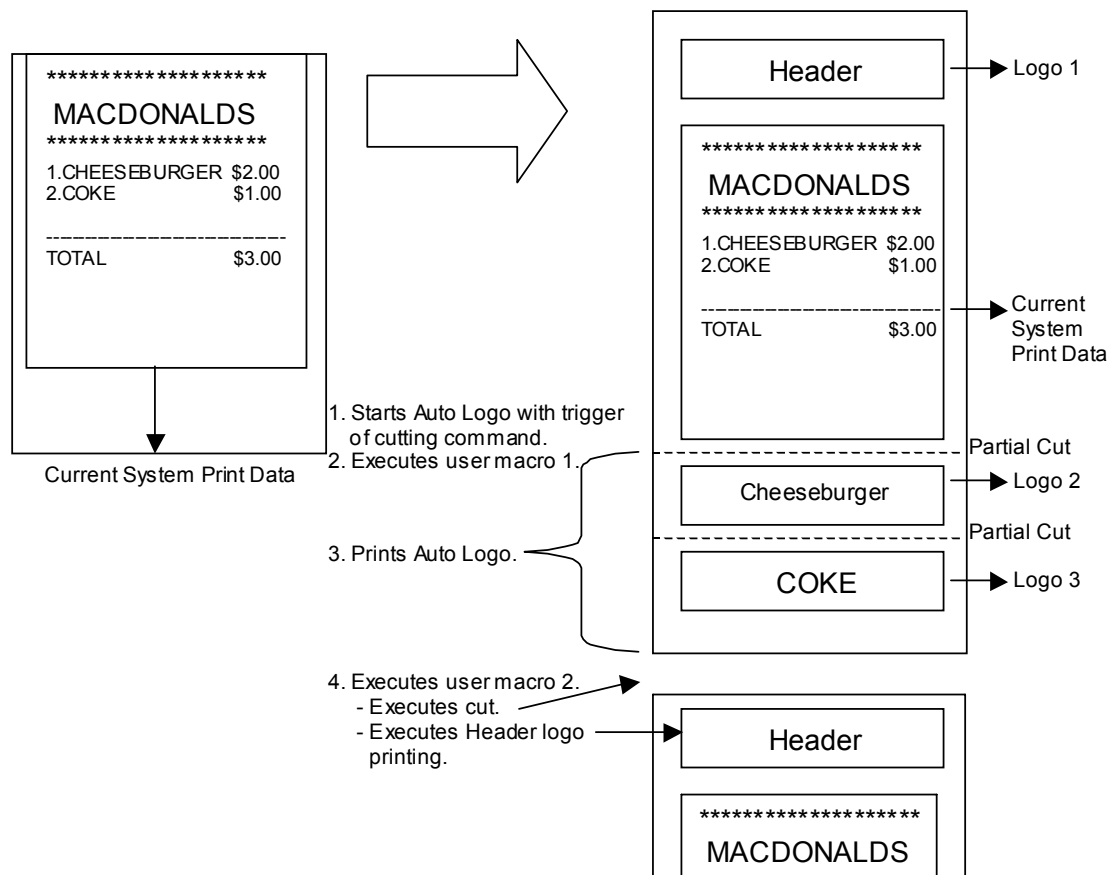 ********************
MACDONALDS
********************
1.CHEESEBURGER $2.00
2.COKE $1.00
--------------------------
TOTAL $3.00
Current System Print Data
1. Starts Auto Logo with trigger
of cutting command.
2. Executes user macro 1.
3. Prints Auto Logo.
4. Executes user macro 2.
- Executes cut.
- Executes Header logo
printing.
Header
Logo 1
********************
MACDONALDS
********************
1.CHEESEBURGER $2.00
2.COKE $1.00
--------------------------
TOTAL $3.00
Current
System
Print Data
Partial Cut
Cheeseburger
Logo 2
Partial Cut
COKE
Logo 3
Header
********************
MACDONALDS